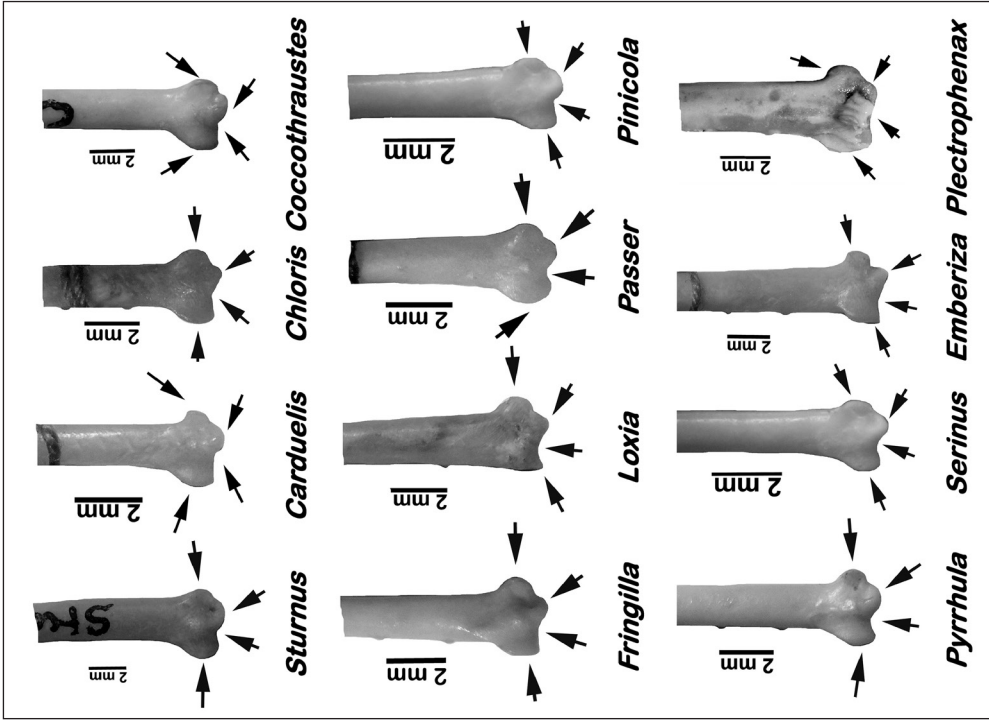 2 mm
2 mm
2 mm
2 mm
Sturnus
Carduelis
Chloris
Coccothraustes
2 mm
2 mm
2 mm
2 mm
Fringilla
Loxia
Passer
Pinicola
2 mm
2 mm
2 mm
2 mm
Pyrrhula
Serinus
Emberiza
Plectrophenax